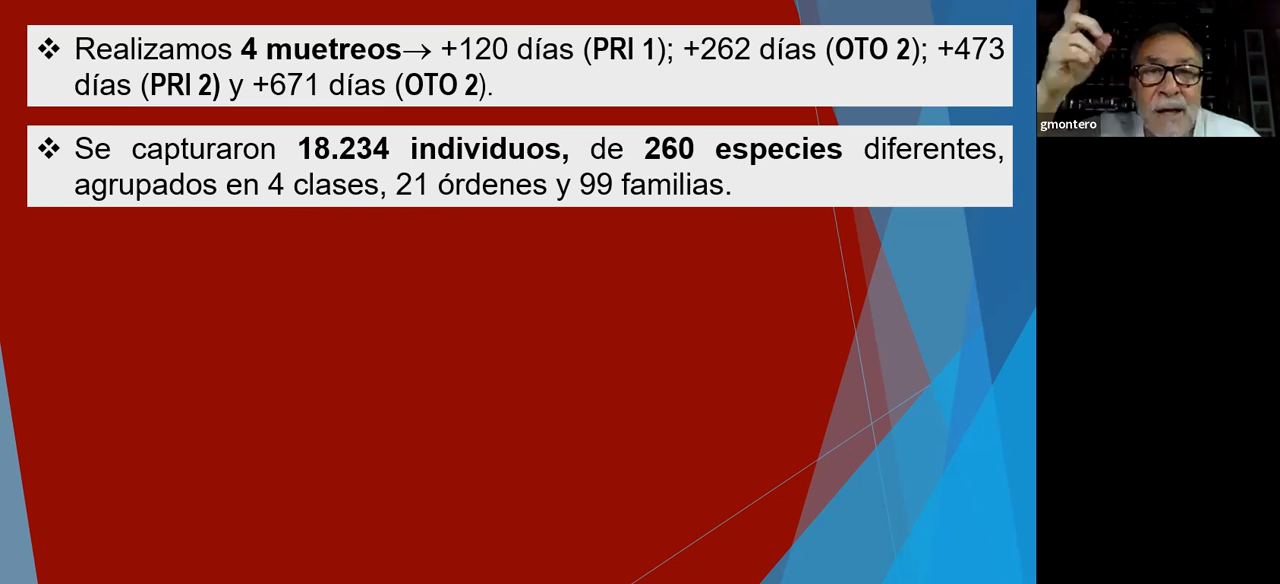 ❖ Realizamos 4 muetreos→ +120 días (PRI 1); +262 días (OTO 2); +473
días (PRI 2) y +671 días (OTO 2).
❖ Se capturaron 18.234 individuos, de 260 especies diferentes,
agrupados en 4 clases, 21 órdenes y 99 familias.
gmontero